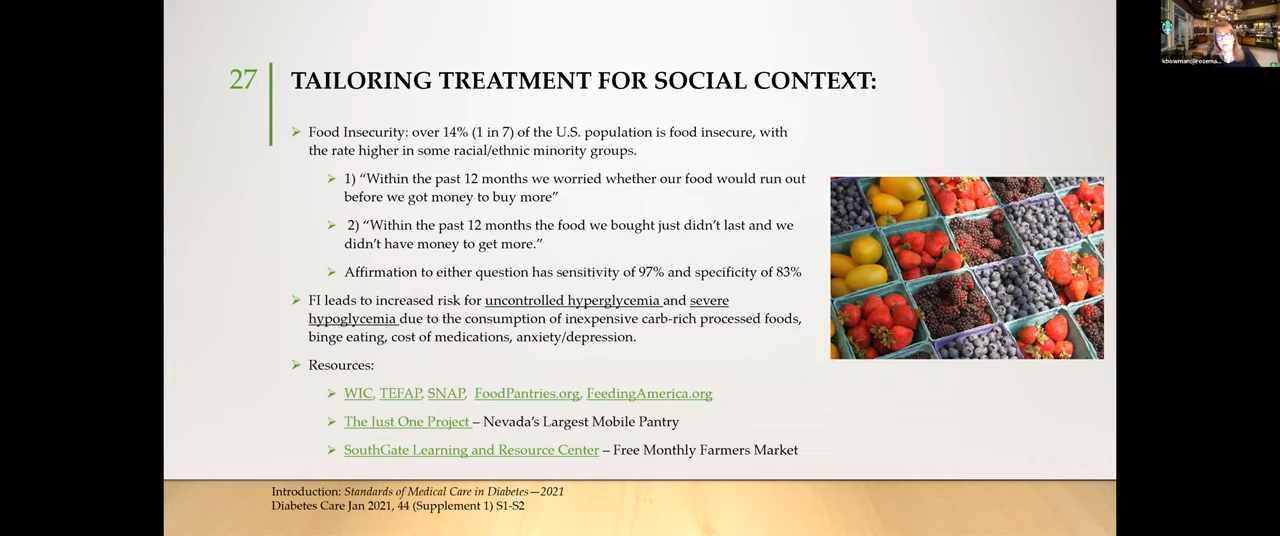 kbowman@rosema...
27
TAILORING TREATMENT FOR SOCIAL CONTEXT:
Food Insecurity: over 14% (1 in 7) of the U.S. population is food insecure, with
the rate higher in some racial/ethnic minority groups.
1) “Within the past 12 months we worried whether our food would run out
before we got money to buy more”
2) “Within the past 12 months the food we bought just didn’t last and we
didn’t have money to get more.”
Affirmation to either question has sensitivity of 97% and specificity of 83%
FI leads to increased risk for uncontrolled hyperglycemia and severe
hypoglycemia due to the consumption of inexpensive carb-rich processed foods,
binge eating, cost of medications, anxiety/depression.
Resources:
WIC, TEFAP, SNAP, FoodPantries.org, FeedingAmerica.org
The Just One Project – Nevada’s Largest Mobile Pantry
SouthGate Learning and Resource Center – Free Monthly Farmers Market
Introduction: Standards of Medical Care in Diabetes—2021
Diabetes Care Jan 2021, 44 (Supplement 1) S1-S2